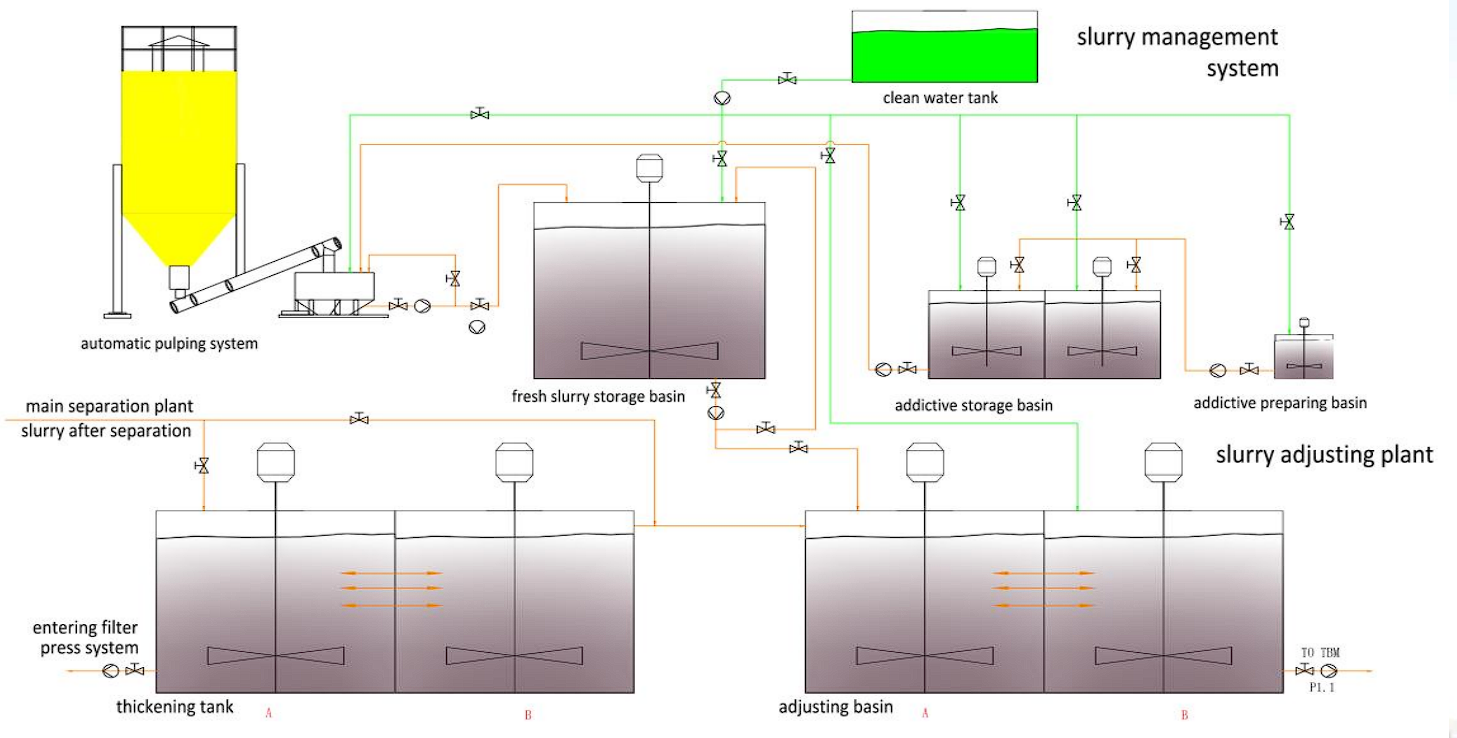 slurry management
system
clean water tank
automatic pulping system
fresh slurry storage basin
addictive storage basin
addictive preparing basin
main separation plant
slurry after separation
slurry adjusting plant
entering filter
press system
TO TBM
P1.1
thickening tank
A
B
adjusting basin
A
B